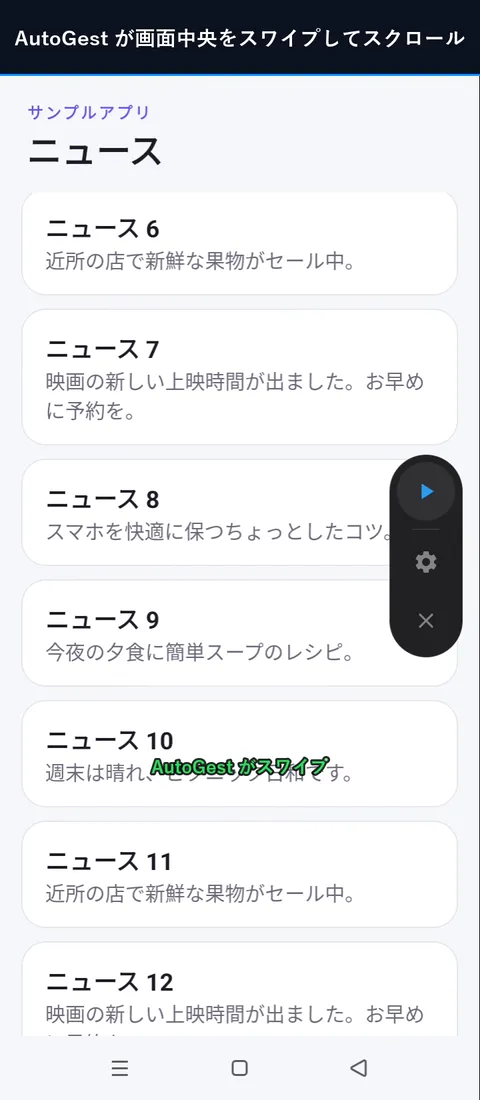 AutoGest が画面中央をスワイプしてスクロール
サンプルアプリ
ニュース
ニュース 6
近所の店で新鮮な果物がセール中。
ニュース 7
映画の新しい上映時間が出ました。お早め
に予約を。
ニュース 8
スマホを快適に保つちょっとしたコツ。
ニュース 9
今夜の夕食に簡単スープのレシピ。
ニュース 10
週末は晴れ、
AutoGest がスワイプ
です。
ニュース 11
近所の店で新鮮な果物がセール中。
ニュース 12
映画の新しい上映時間が出ました。お早め